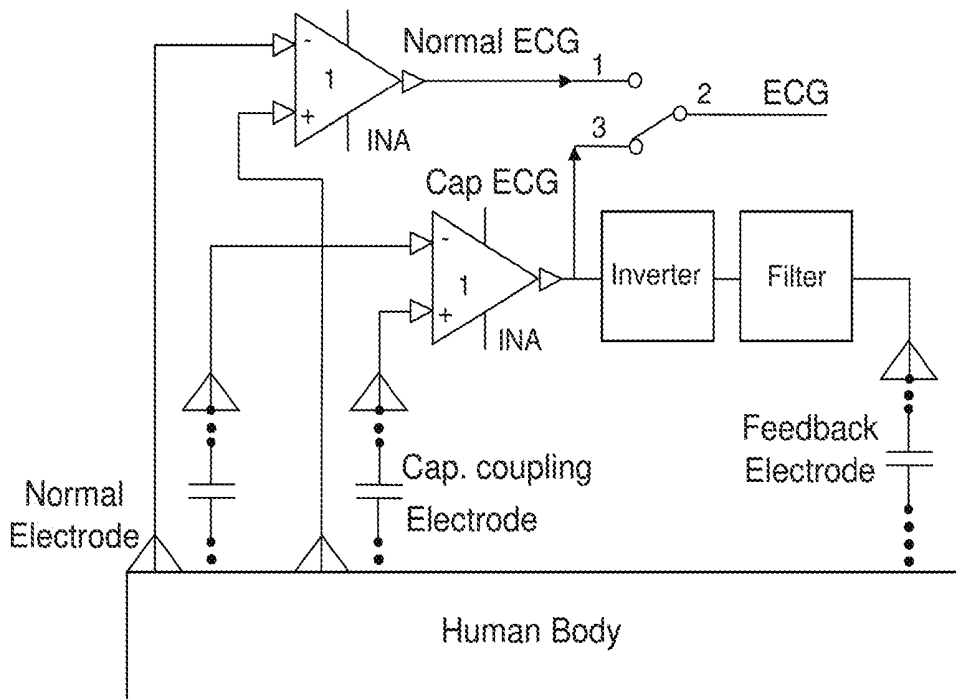 Normal ECG
1
-
1
+
INA
2
ECG
3
Cap ECG
-
1
+
INA
Inverter
Filter
Feedback
Electrode
Cap. coupling
Electrode
Normal
Electrode
Human Body